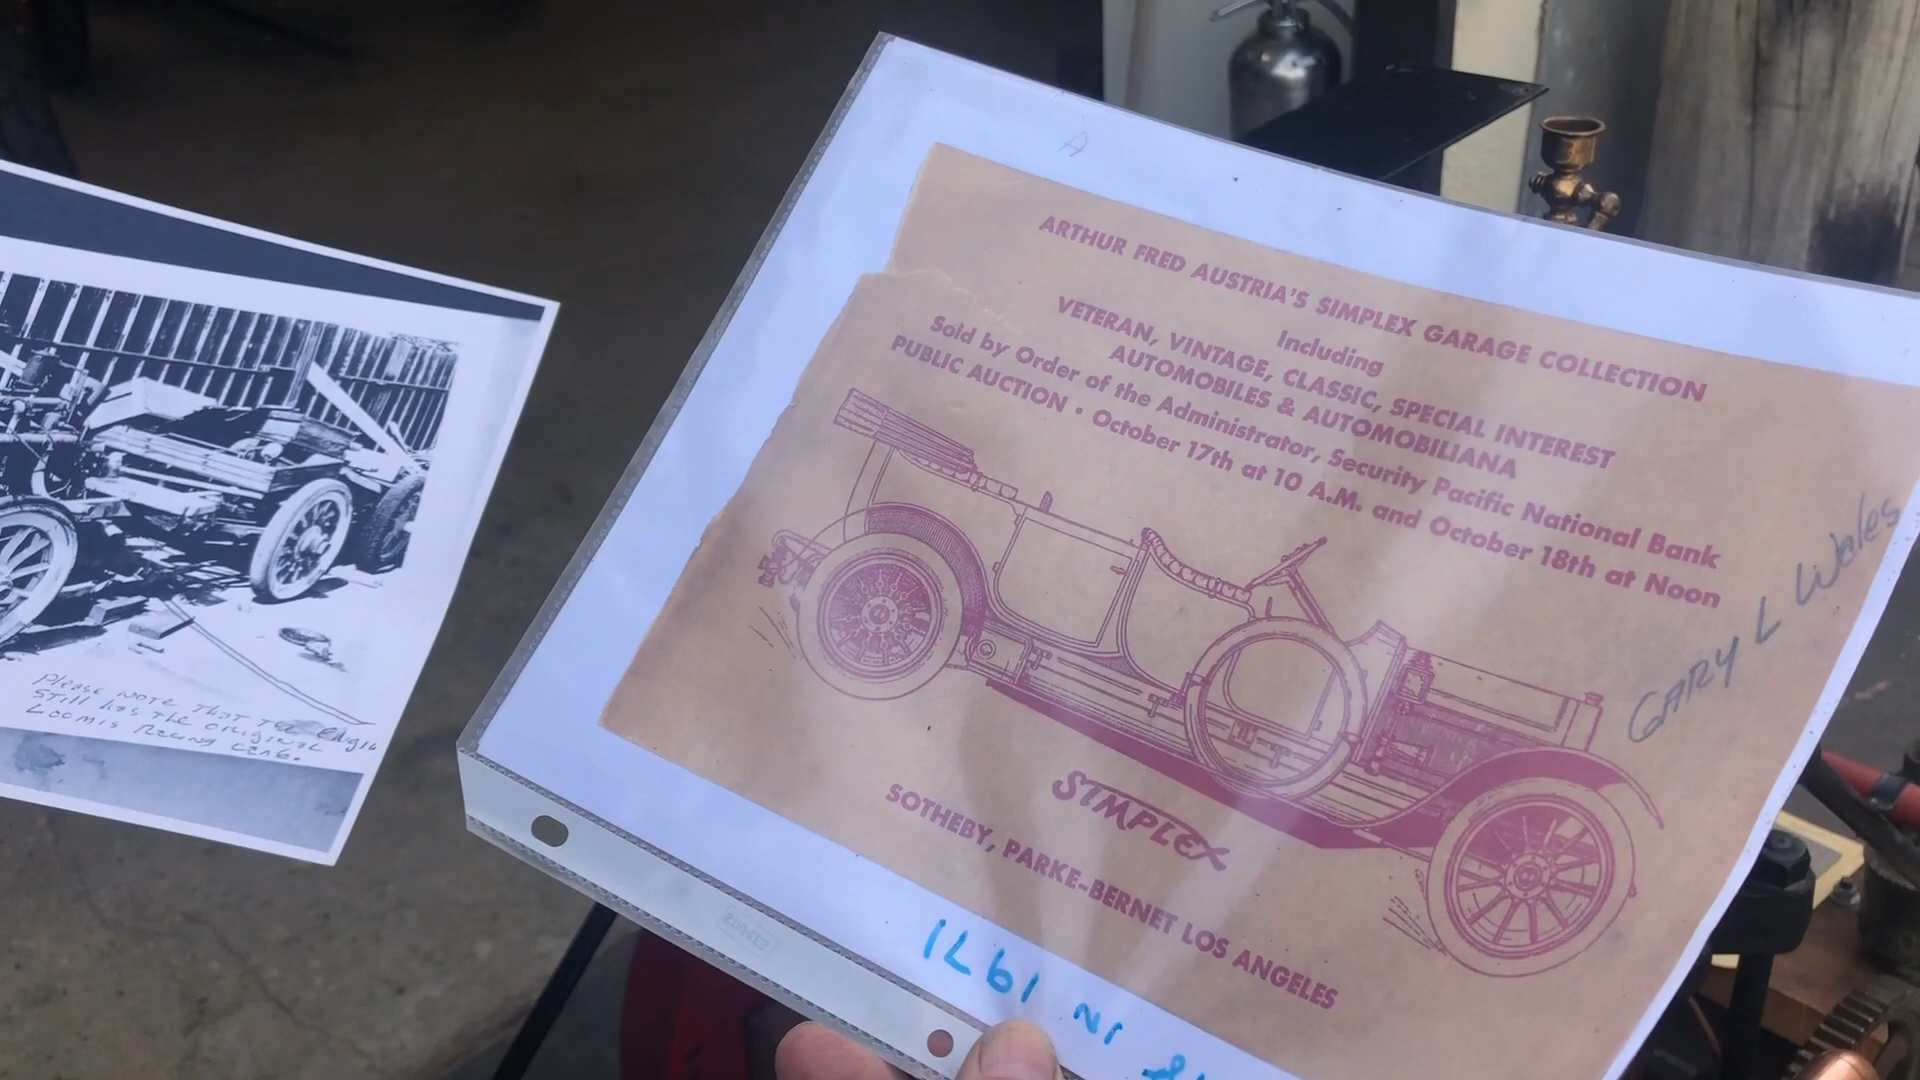 ARTHUR FRED AUSTRIA'S SIMPLEX GARAGE COLLECTION
Including
VETERAN, VINTAGE, CLASSIC, SPECIAL INTEREST
AUTOMOBILES & AUTOMOBILIANA
Sold by Order of the Administrator, Security Pacific National Bank
PUBLIC AUCTION • October 17th at 10 A.M. and October 18th at Noon
GARY L Wales
SIMPLEX
SOTHEBY, PARKE-BERNET LOS ANGELES
IN 1971
PLEASE NOTE THAT THE ENGIN
STILL HAS THE ORIGINAL
LOOMIS RACING